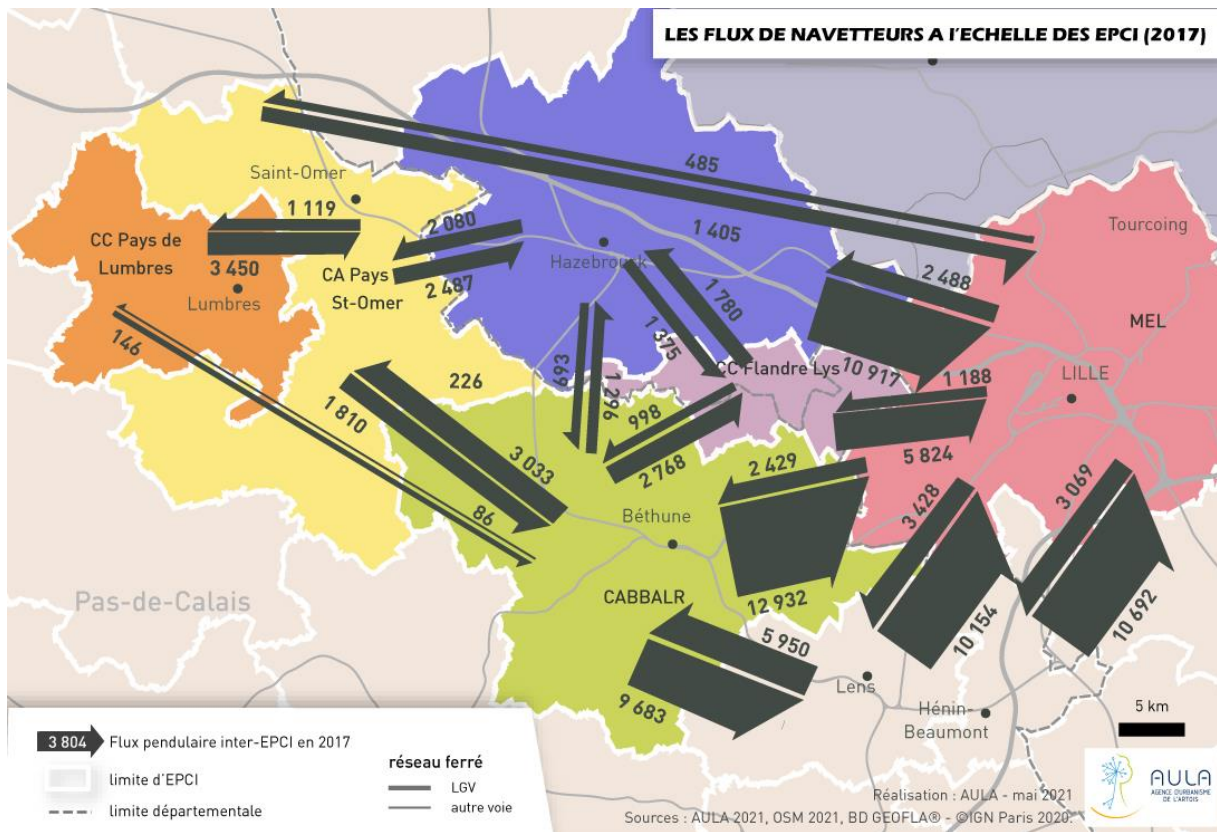 LES FLUX DE NAVETTEURS A l'ECHELLE DES EPCI (2017)
485
Tourcoing
Saint-Omer
1 119
2 080
1 405
CC Pays de
Lumbres
3 450
CA Pays
St-Omer
2 487
Hazebrouck
2 488
Lumbres
1 780
MEL
146
1 375
CC Flandre Lys
10 917
1 188
LILLE
693
1 296
226
1 810
998
3 033
2 768
5 824
2 429
3 428
3 069
86
Béthune
Pas-de-Calais
CABBALR
12 932
10 154
10 692
5 950
9 683
Lens
Hénin-
Beaumont
5 km
3 804
Flux pendulaire inter-EPCI en 2017
limite d'EPCI
limite départementale
réseau ferré
LGV
autre voie
Réalisation : AULA - mai 2021
Sources : AULA 2021, OSM 2021, BD GEOFLA® - ©IGN Paris 2020.
AULA
AGENCE D'URBANISME
DE L'ARTOIS